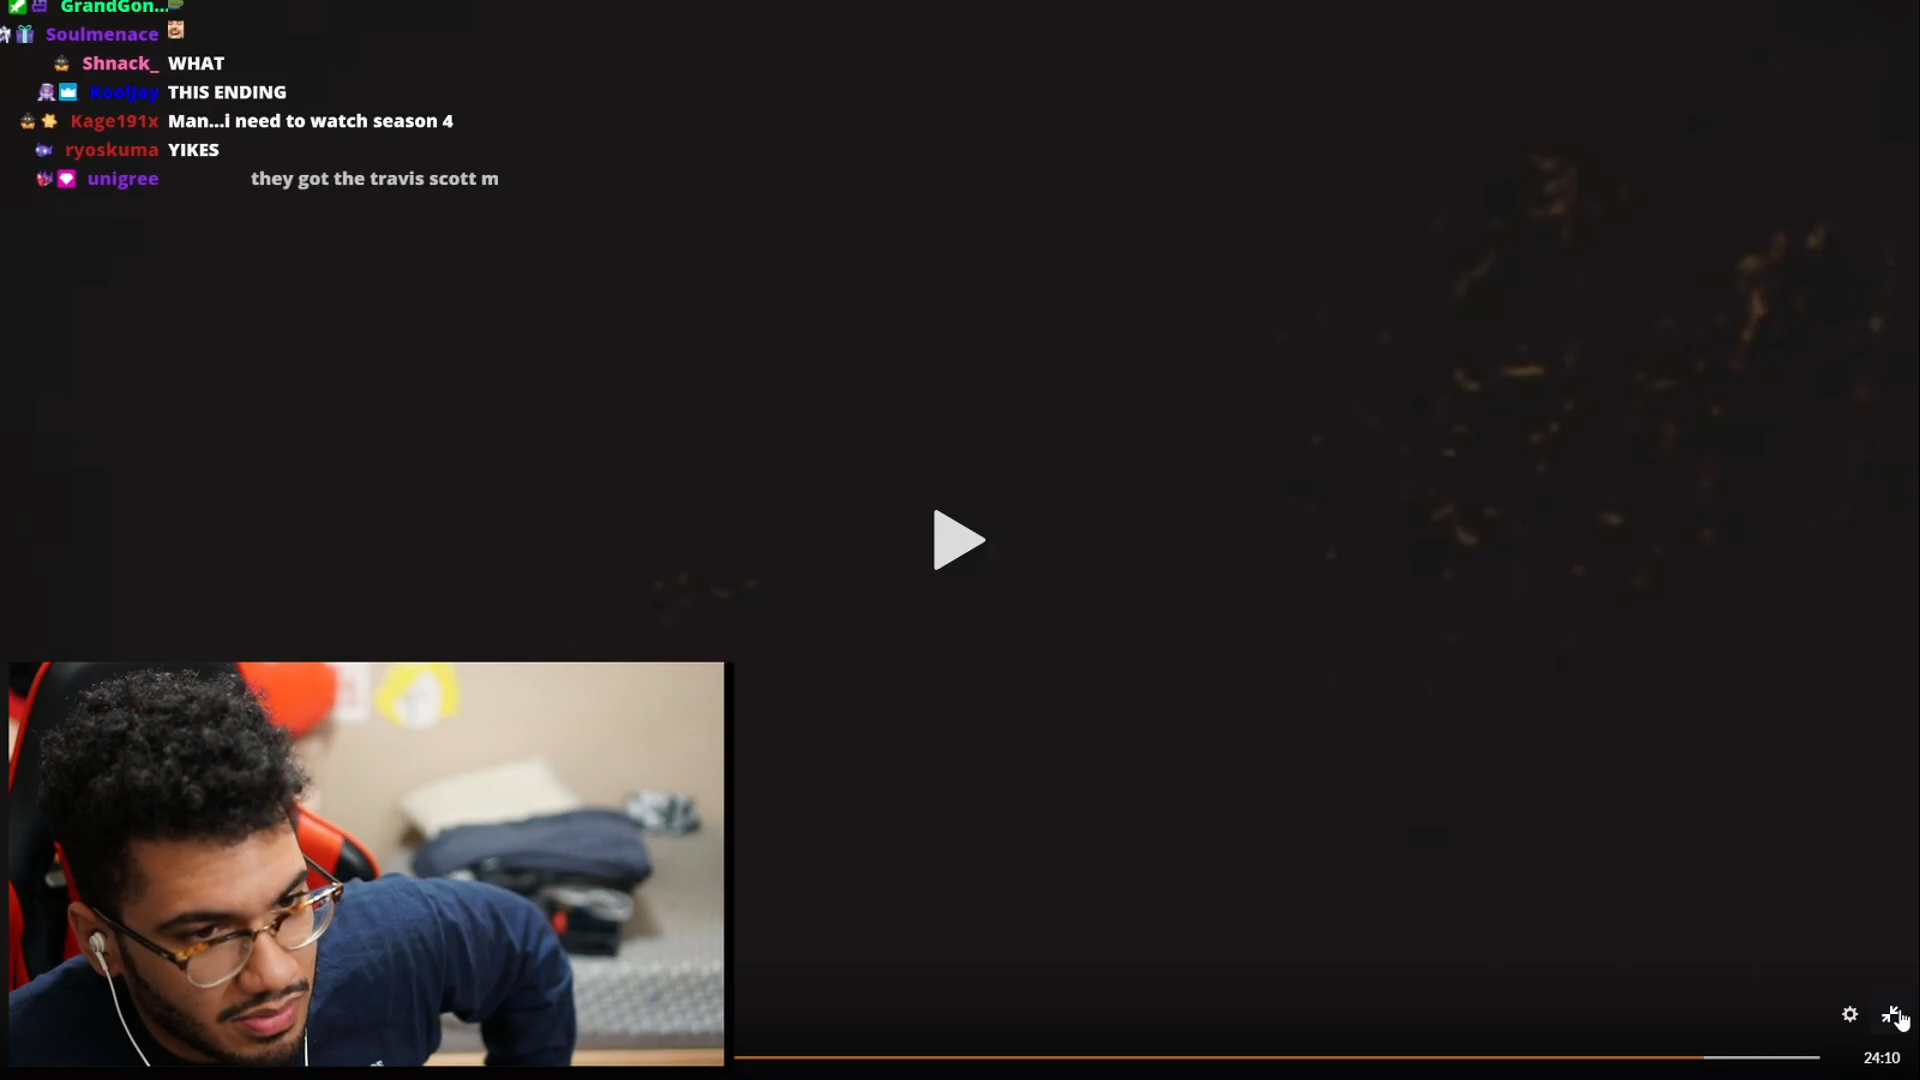 GrandGon...
Soulmenace
Shnack_ WHAT
KoolJay THIS ENDING
Kage191x Man...i need to watch season 4
ryoskuma YIKES
unigree they got the travis scott m
24:10